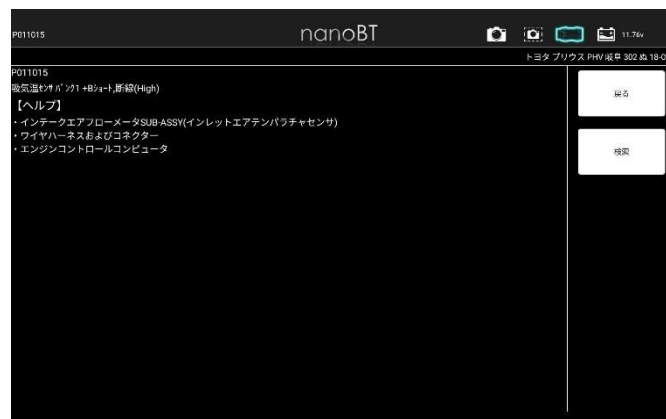 P011015
nanoBT
11.76v
トヨタ プリウス PHV 岐阜 302 ぬ 18-0
P011015
吸気温ｾﾝｻ ﾊﾞﾝｸ1 +Bｼｮｰﾄ,断線(High)
【ヘルプ】
・インテークエアフローメータSUB-ASSY(インレットエアテンパラチャセンサ)
・ワイヤハーネスおよびコネクター
・エンジンコントロールコンピュータ
戻る
検索